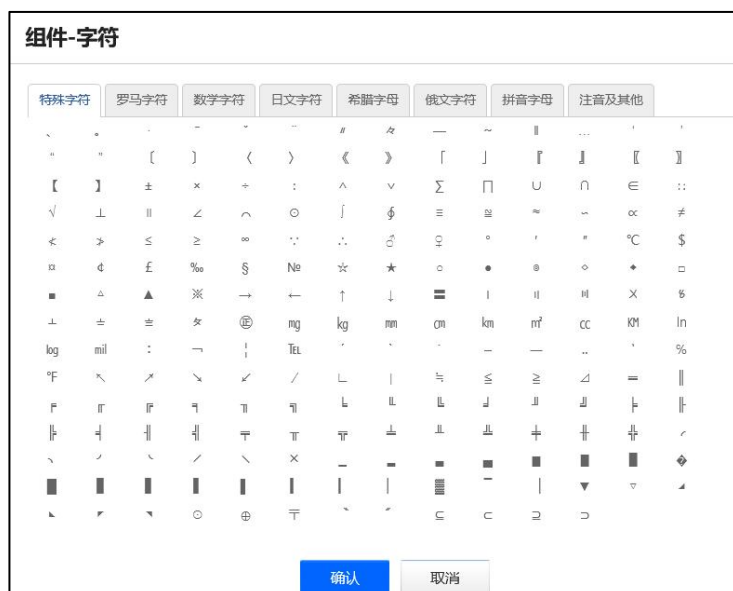 组件-字符
特殊字符 罗马字符 数学字符 日文字符 希腊字母 俄文字符 拼音字母 注音及其他
、 。 · ˉ ˇ ¨ 〃 々 — ～ ‖ … ‘ ’
“ ” 〔 〕 〈 〉 《 》 「 」 『 』 〖 〗
【 】 ± × ÷ ∶ ∧ ∨ ∑ ∏ ∪ ∩ ∈ ∷
√ ⊥ ∥ ∠ ⌒ ⊙ ∫ ∮ ≡ ≌ ≈ ∽ ∝ ≠
≮ ≯ ≤ ≥ ∞ ∵ ∴ ♂ ♀ ° ′ ″ ℃ $
¤ ￠ ￡ ‰ § № ☆ ★ ○ ● ◎ ◇ ◆ □
■ △ ▲ ※ → ← ↑ ↓ 〓 〡 〢 〣 〤 〥
〦 〧 〨 〩 ㊣ ㎎ ㎏ ㎜ ㎝ ㎞ ㎡ ㏄ ㏎ ㏑
㏒ ㏕ ︰ ￢ ￤ ℡ ˊ ˋ ˙ – ― ‥ ‵ %
℉ ↖ ↗ ↘ ↙ ∕ ∟ ∣ ≒ ≦ ≧ ⊿ ═ ║
╒ ╓ ╔ ╕ ╖ ╗ ╘ ╙ ╚ ╛ ╜ ╝ ╞ ╟
╠ ╡ ╢ ╣ ╤ ╥ ╦ ╧ ╨ ╩ ╪ ╫ ╬ ╭
╮ ╯ ╰ ╱ ╲ ╳ ▁ ▂ ▃ ▄ ▅ ▆ ▇ �
█ ▉ ▊ ▋ ▌ ▍ ▎ ▏ ▓ ▔ ▕ ▼ ▽ ◢
◣ ◤ ◥ ☉ ⊕ 〒 〝 〞 ⊆ ⊂ ⊇ ⊃
确认 取消